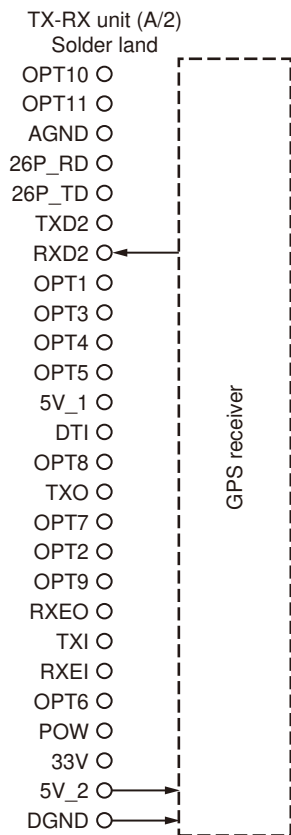 TX-RX unit (A/2)
Solder land
OPT10
OPT11
AGND
26P_RD
26P_TD
TXD2
RXD2
OPT1
OPT3
OPT4
OPT5
5V_1
DTI
OPT8
TXO
OPT7
OPT2
OPT9
RXEO
TXI
RXEI
OPT6
POW
33V
5V_2
DGND
GPS receiver